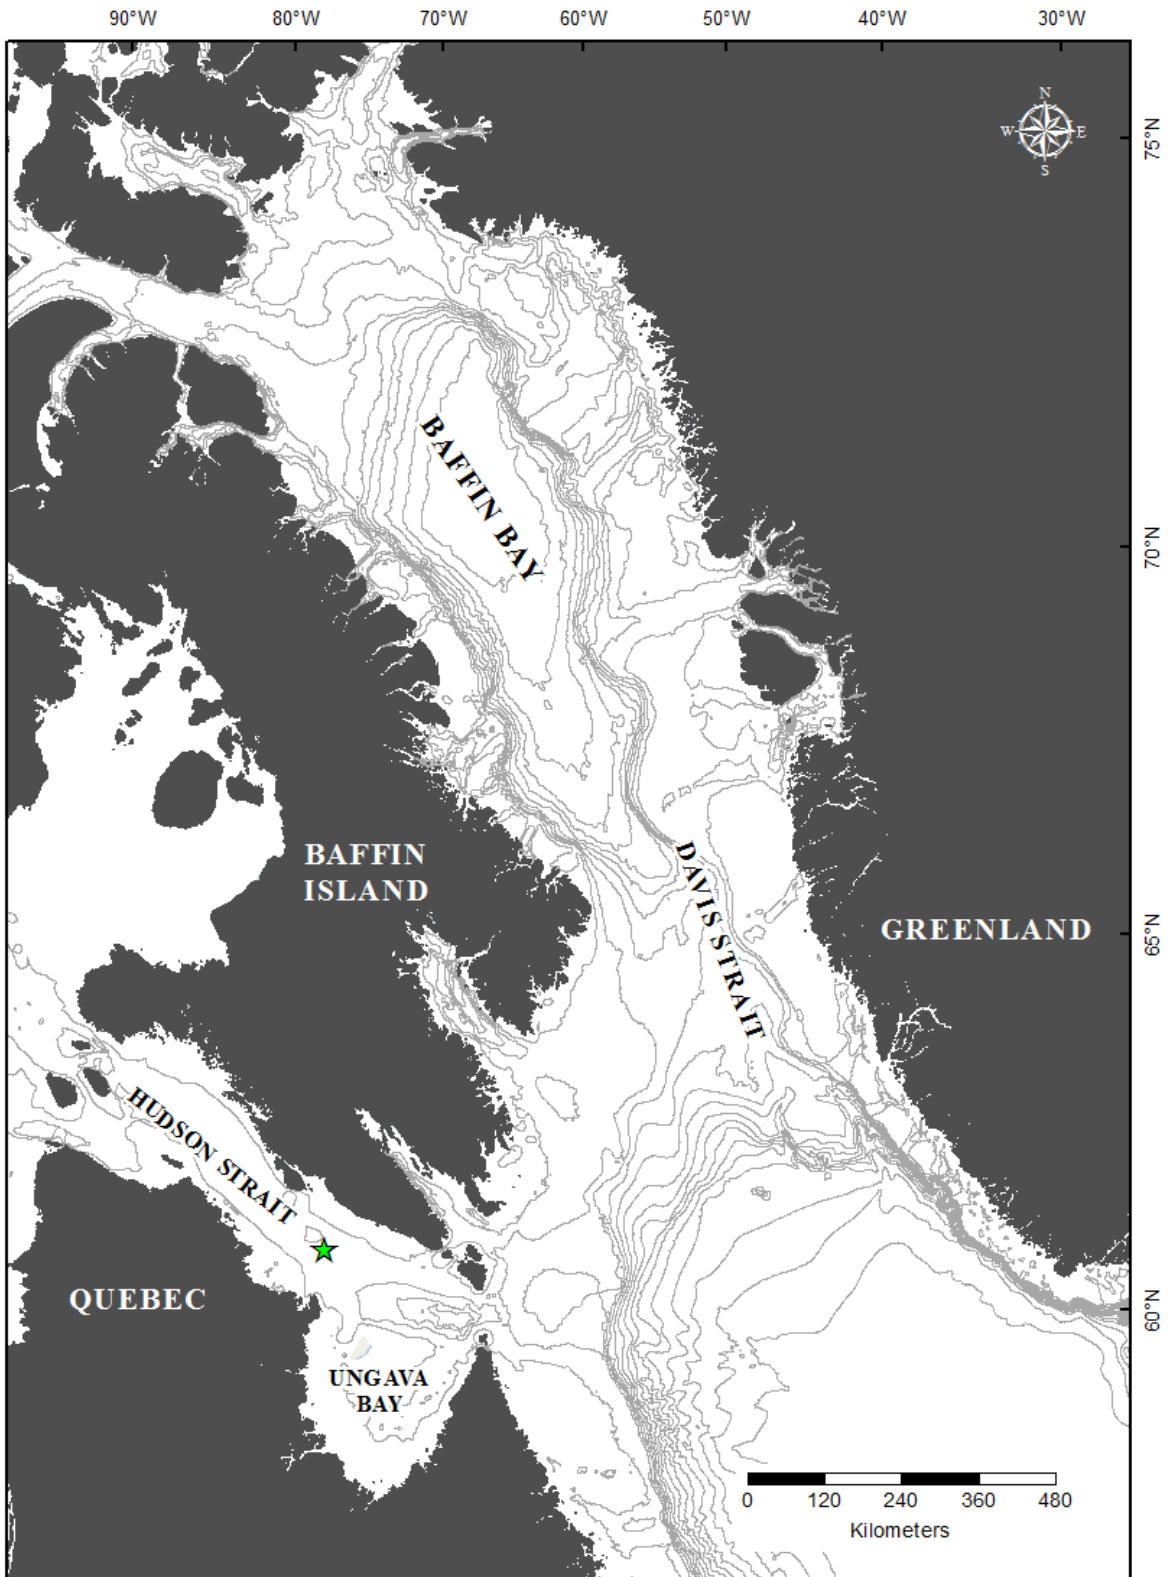 90°W 80°W 70°W 60°W 50°W 40°W 30°W
N
W E
S
75°N
BAFFIN BAY
70°N
BAFFIN
ISLAND
DAVIS STRAIT
GREENLAND
65°N
HUDSON STRAIT
QUEBEC
60°N
UNGAVA
BAY
0 120 240 360 480
Kilometers